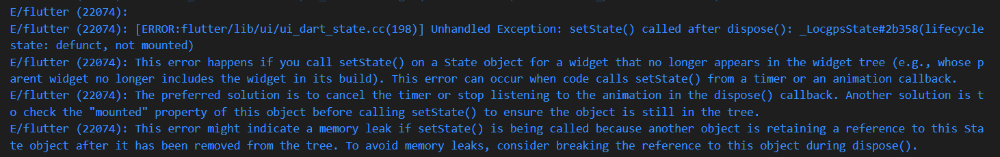 E/flutter (22074):
E/flutter (22074): [ERROR:flutter/lib/ui/ui_dart_state.cc(198)] Unhandled Exception: setState() called after dispose(): _LocgpsState#2b358(lifecycle
state: defunct, not mounted)
E/flutter (22074): This error happens if you call setState() on a State object for a widget that no longer appears in the widget tree (e.g., whose p
arent widget no longer includes the widget in its build). This error can occur when code calls setState() from a timer or an animation callback.
E/flutter (22074): The preferred solution is to cancel the timer or stop listening to the animation in the dispose() callback. Another solution is t
o check the "mounted" property of this object before calling setState() to ensure the object is still in the tree.
E/flutter (22074): This error might indicate a memory leak if setState() is being called because another object is retaining a reference to this Sta
te object after it has been removed from the tree. To avoid memory leaks, consider breaking the reference to this object during dispose().